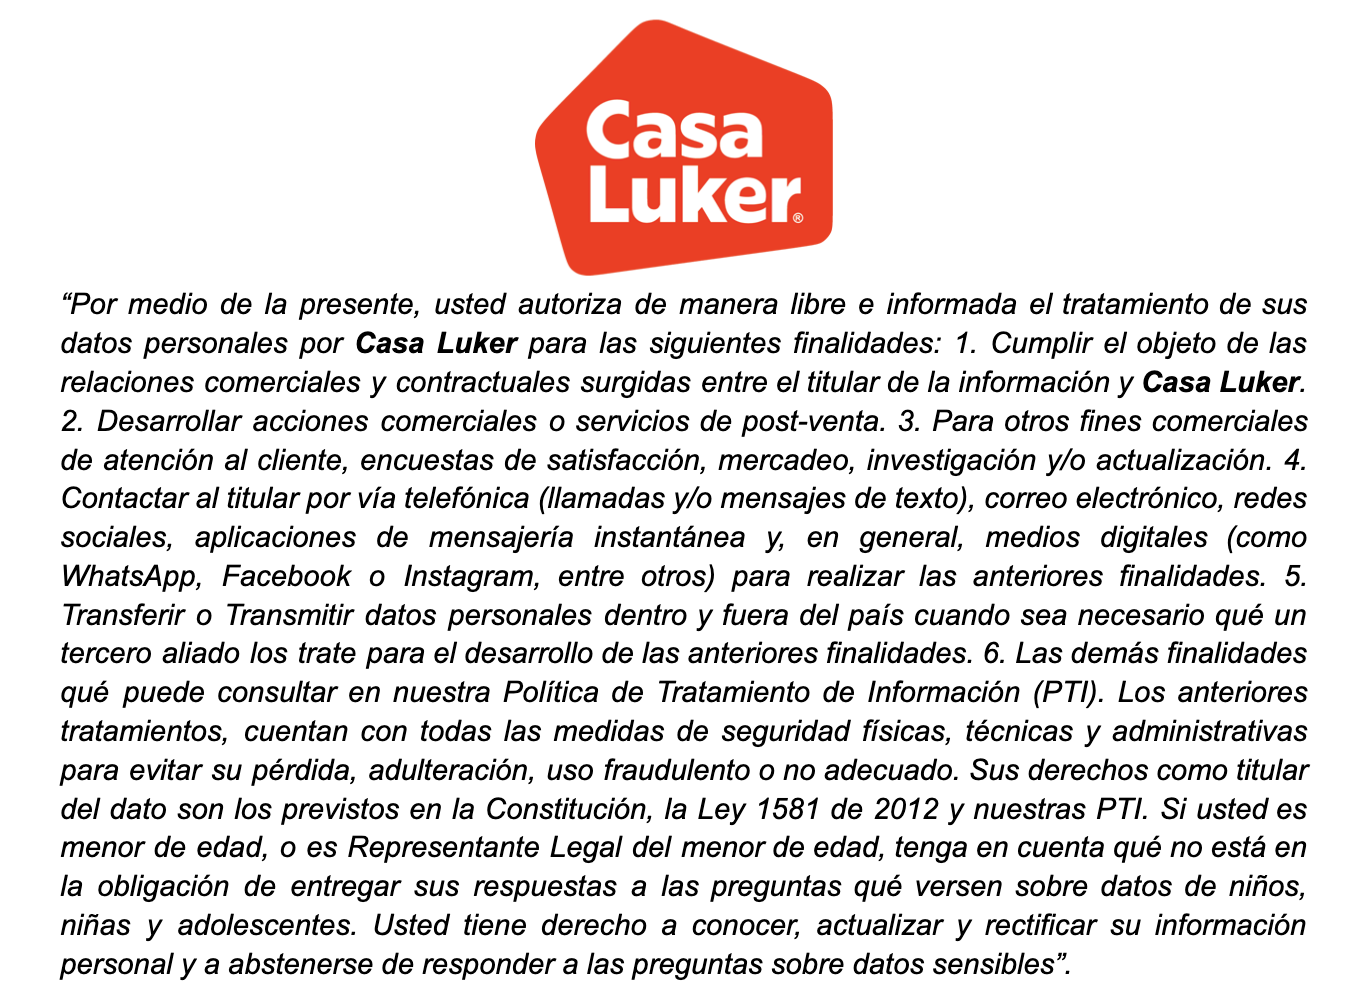 Casa
Luker®
“Por medio de la presente, usted autoriza de manera libre e informada el tratamiento de sus
datos personales por Casa Luker para las siguientes finalidades: 1. Cumplir el objeto de las
relaciones comerciales y contractuales surgidas entre el titular de la información y Casa Luker.
2. Desarrollar acciones comerciales o servicios de post-venta. 3. Para otros fines comerciales
de atención al cliente, encuestas de satisfacción, mercadeo, investigación y/o actualización. 4.
Contactar al titular por vía telefónica (llamadas y/o mensajes de texto), correo electrónico, redes
sociales, aplicaciones de mensajería instantánea y, en general, medios digitales (como
WhatsApp, Facebook o Instagram, entre otros) para realizar las anteriores finalidades. 5.
Transferir o Transmitir datos personales dentro y fuera del país cuando sea necesario qué un
tercero aliado los trate para el desarrollo de las anteriores finalidades. 6. Las demás finalidades
qué puede consultar en nuestra Política de Tratamiento de Información (PTI). Los anteriores
tratamientos, cuentan con todas las medidas de seguridad físicas, técnicas y administrativas
para evitar su pérdida, adulteración, uso fraudulento o no adecuado. Sus derechos como titular
del dato son los previstos en la Constitución, la Ley 1581 de 2012 y nuestras PTI. Si usted es
menor de edad, o es Representante Legal del menor de edad, tenga en cuenta qué no está en
la obligación de entregar sus respuestas a las preguntas qué versen sobre datos de niños,
niñas y adolescentes. Usted tiene derecho a conocer, actualizar y rectificar su información
personal y a abstenerse de responder a las preguntas sobre datos sensibles”.